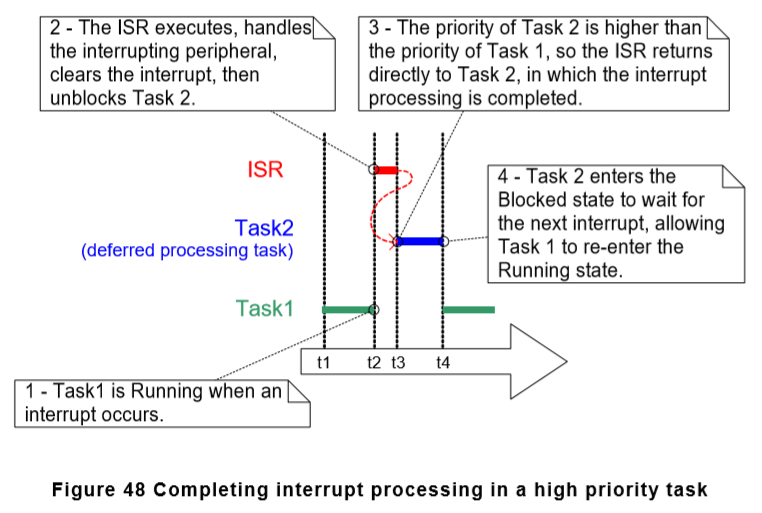 2 - The ISR executes, handles
the interrupting peripheral,
clears the interrupt, then
unblocks Task 2.
3 - The priority of Task 2 is higher than
the priority of Task 1, so the ISR returns
directly to Task 2, in which the interrupt
processing is completed.
ISR
4 - Task 2 enters the
Blocked state to wait for
the next interrupt, allowing
Task 1 to re-enter the
Running state.
Task2
(deferred processing task)
Task1
t1 t2 t3 t4
1 - Task1 is Running when an
interrupt occurs.
Figure 48 Completing interrupt processing in a high priority task